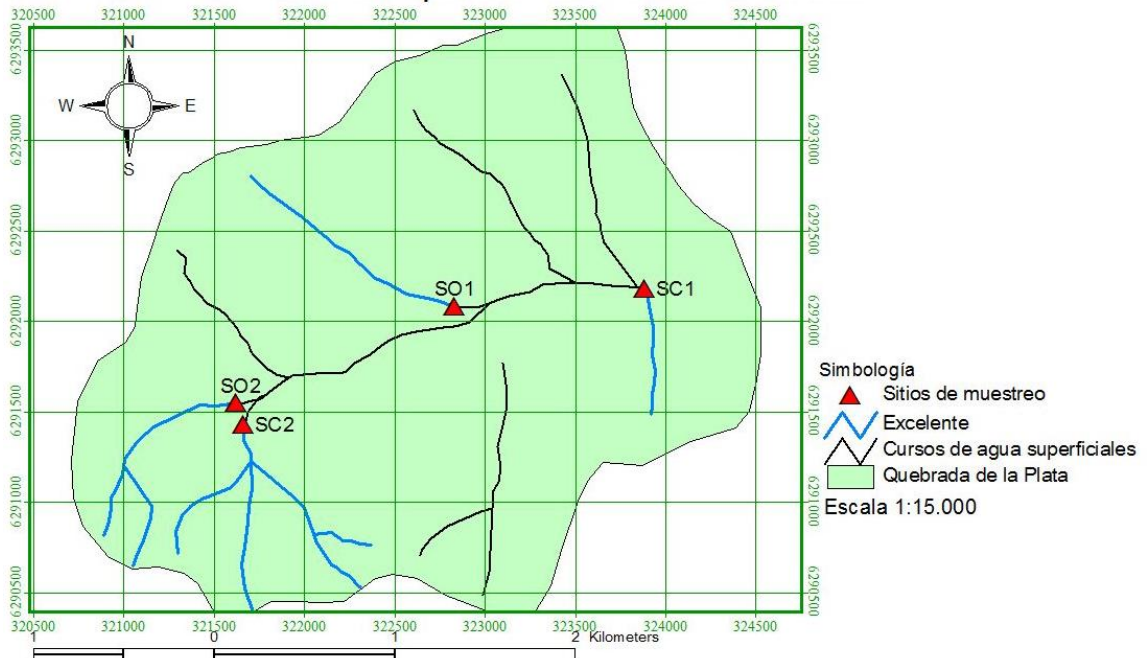 320500 321000 321500 322000 322500 323000 323500 324000 324500
6293500 6293500
N
W E
S
6293000 6293000
6292500 6292500
SO1 SC1
6292000 6292000
Simbología
SO2 Sitios de muestreo
6291500 6291500
SC2 Excelente
Cursos de agua superficiales
Quebrada de la Plata
6291000 6291000
Escala 1:15.000
6290500 6290500
320500 321000 321500 322000 322500 323000 323500 324000 324500
1 0 1 2 Kilometers